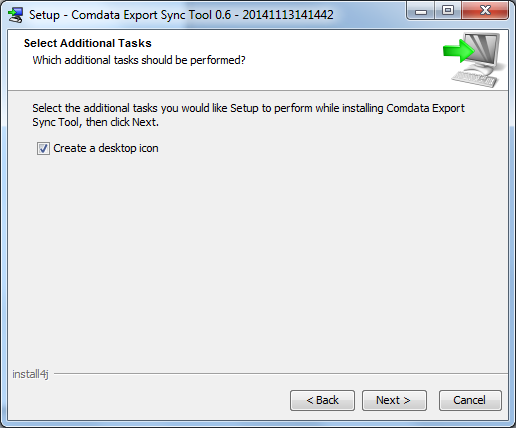 Setup - Comdata Export Sync Tool 0.6 - 20141113141442
Select Additional Tasks
Which additional tasks should be performed?
Select the additional tasks you would like Setup to perform while installing Comdata Export
Sync Tool, then click Next.
Create a desktop icon
install4j
< Back
Next >
Cancel